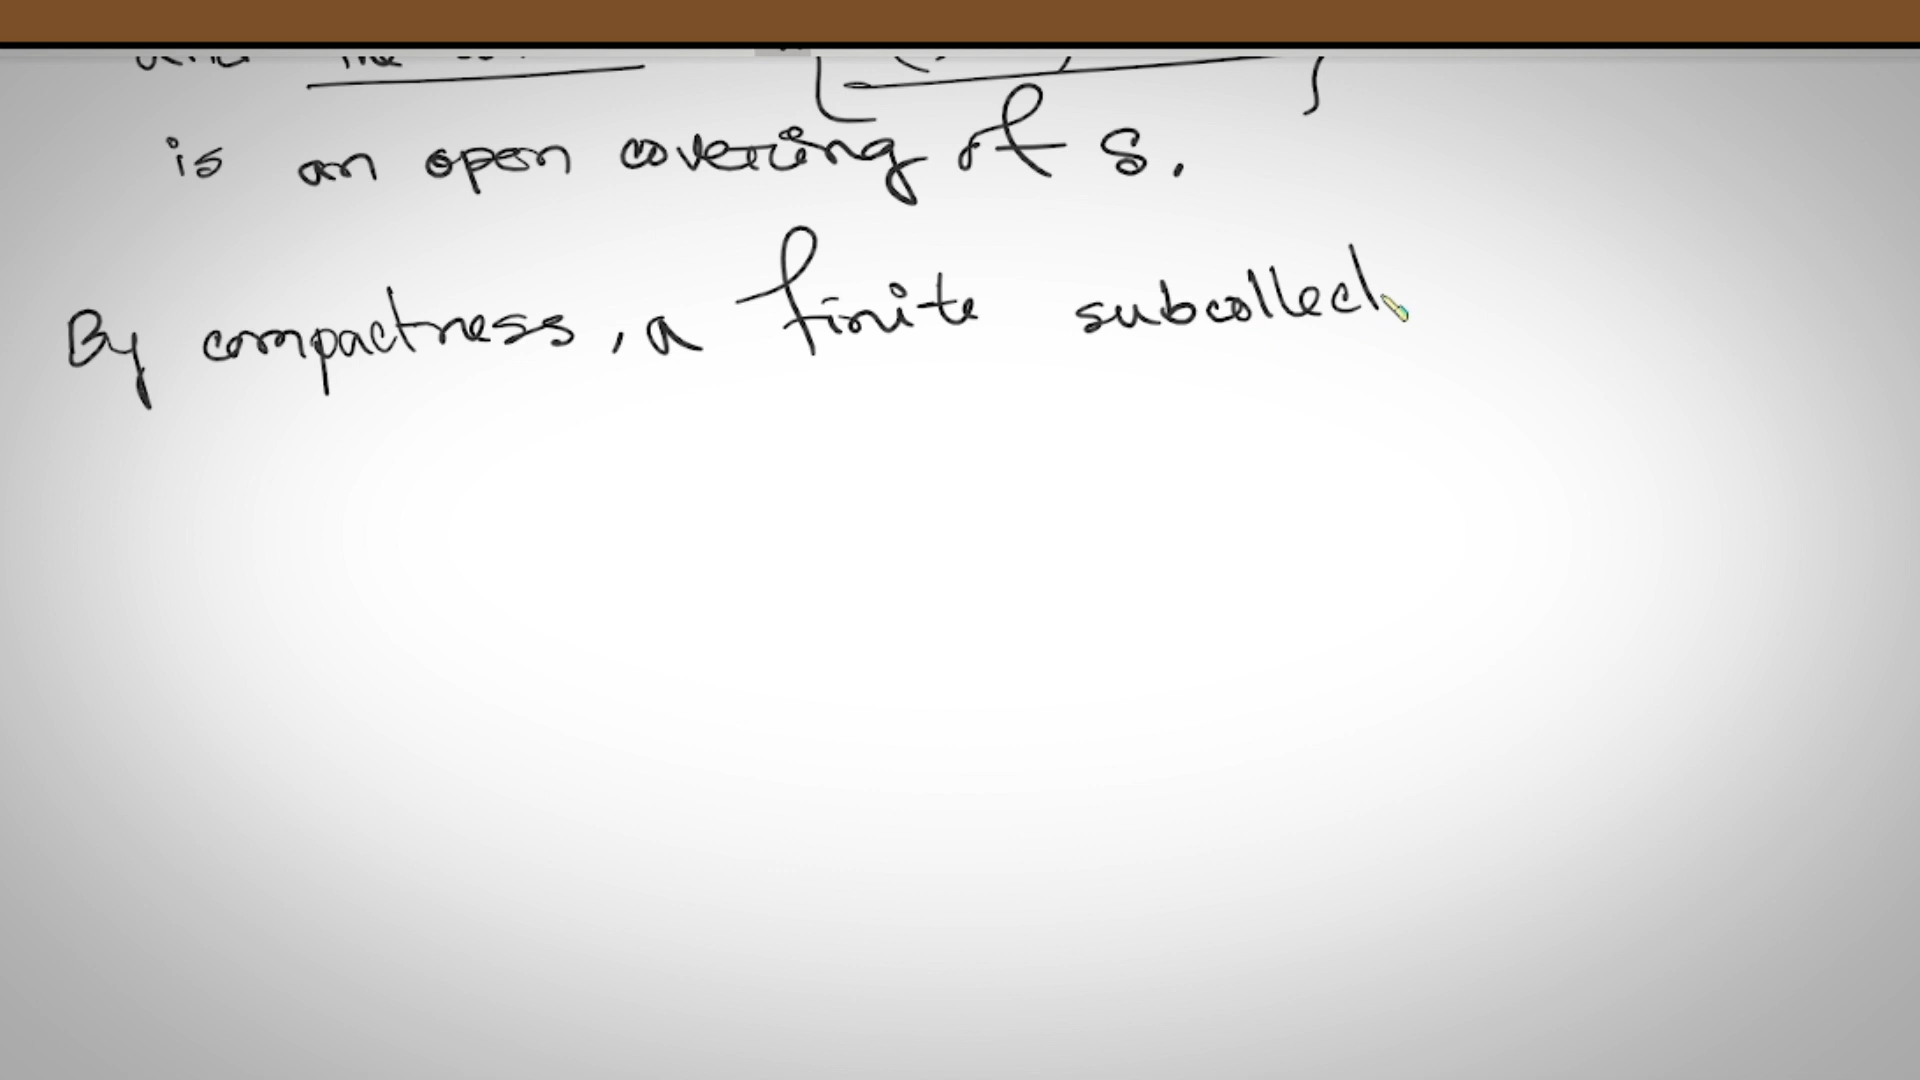 is an open covering of S.
By compactness, a finite subcollect